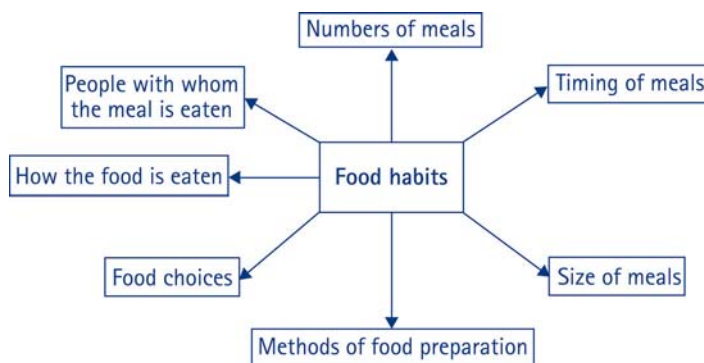 Numbers of meals
People with whom
the meal is eaten
Timing of meals
How the food is eaten
Food habits
Food choices
Size of meals
Methods of food preparation